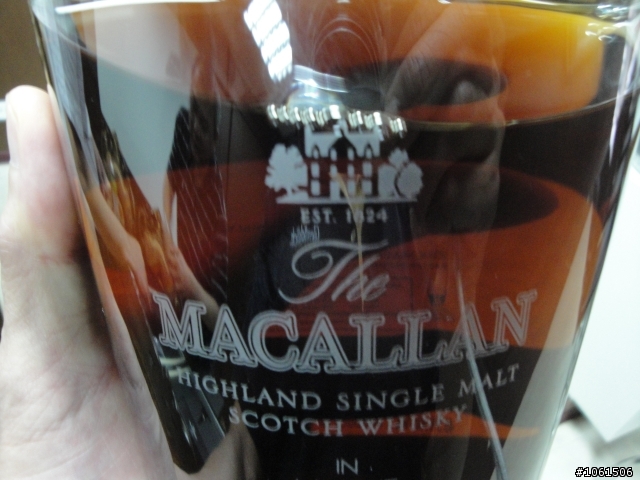 EST. 1824
The
MACALLAN
HIGHLAND SINGLE MALT
SCOTCH WHISKY
IN
#1061506